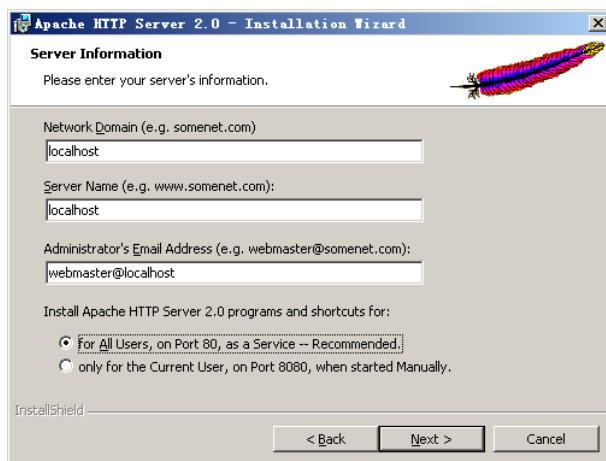 Apache HTTP Server 2.0 - Installation Wizard
Server Information
Please enter your server's information.
Network Domain (e.g. somenet.com)
localhost
Server Name (e.g. www.somenet.com):
localhost
Administrator's Email Address (e.g. webmaster@somenet.com):
webmaster@localhost
Install Apache HTTP Server 2.0 programs and shortcuts for:
for All Users, on Port 80, as a Service -- Recommended.
only for the Current User, on Port 8080, when started Manually.
InstallShield
< Back Next > Cancel